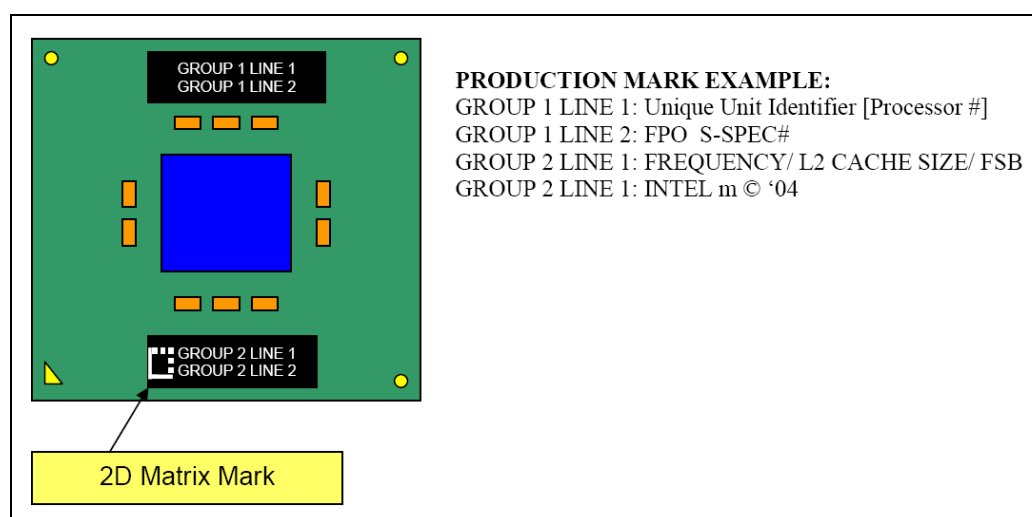 GROUP 1 LINE 1
GROUP 1 LINE 2
GROUP 2 LINE 1
GROUP 2 LINE 2
2D Matrix Mark
PRODUCTION MARK EXAMPLE:
GROUP 1 LINE 1: Unique Unit Identifier [Processor #]
GROUP 1 LINE 2: FPO  S-SPEC#
GROUP 2 LINE 1: FREQUENCY/ L2 CACHE SIZE/ FSB
GROUP 2 LINE 1: INTEL m © ‘04